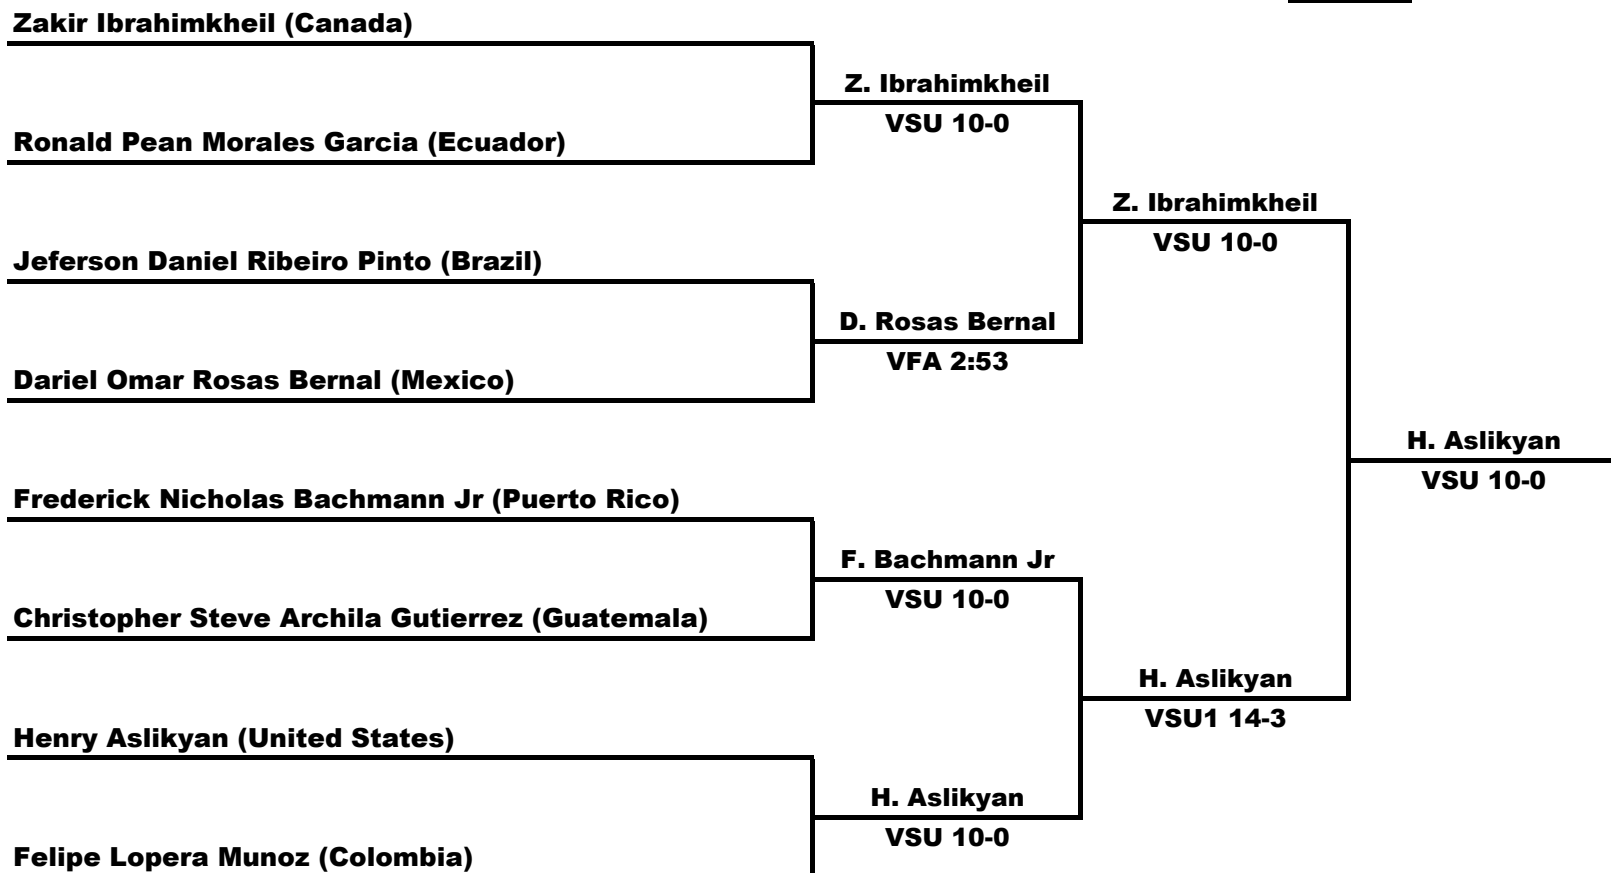 Zakir Ibrahimkheil (Canada)
Z. Ibrahimkheil
VSU 10-0
Ronald Pean Morales Garcia (Ecuador)
Z. Ibrahimkheil
VSU 10-0
Jeferson Daniel Ribeiro Pinto (Brazil)
D. Rosas Bernal
VFA 2:53
Dariel Omar Rosas Bernal (Mexico)
H. Aslikyan
VSU 10-0
Frederick Nicholas Bachmann Jr (Puerto Rico)
F. Bachmann Jr
VSU 10-0
Christopher Steve Archila Gutierrez (Guatemala)
H. Aslikyan
VSU1 14-3
Henry Aslikyan (United States)
H. Aslikyan
VSU 10-0
Felipe Lopera Munoz (Colombia)